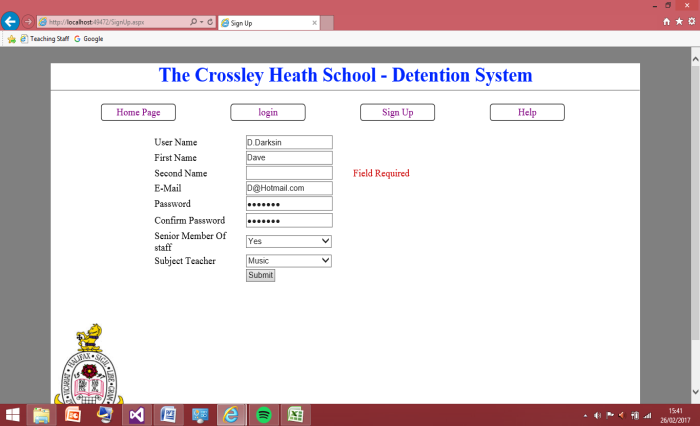 http://localhost:49472/SignUp.aspx
Sign Up
Teaching Staff
Google
The Crossley Heath School - Detention System
Home Page
login
Sign Up
Help
User Name
D.Darksin
First Name
Dave
Second Name
Field Required
E-Mail
D@Hotmail.com
Password
Confirm Password
Senior Member Of
staff
Yes
Subject Teacher
Music
Submit
HALIFAX
15:41
26/02/2017